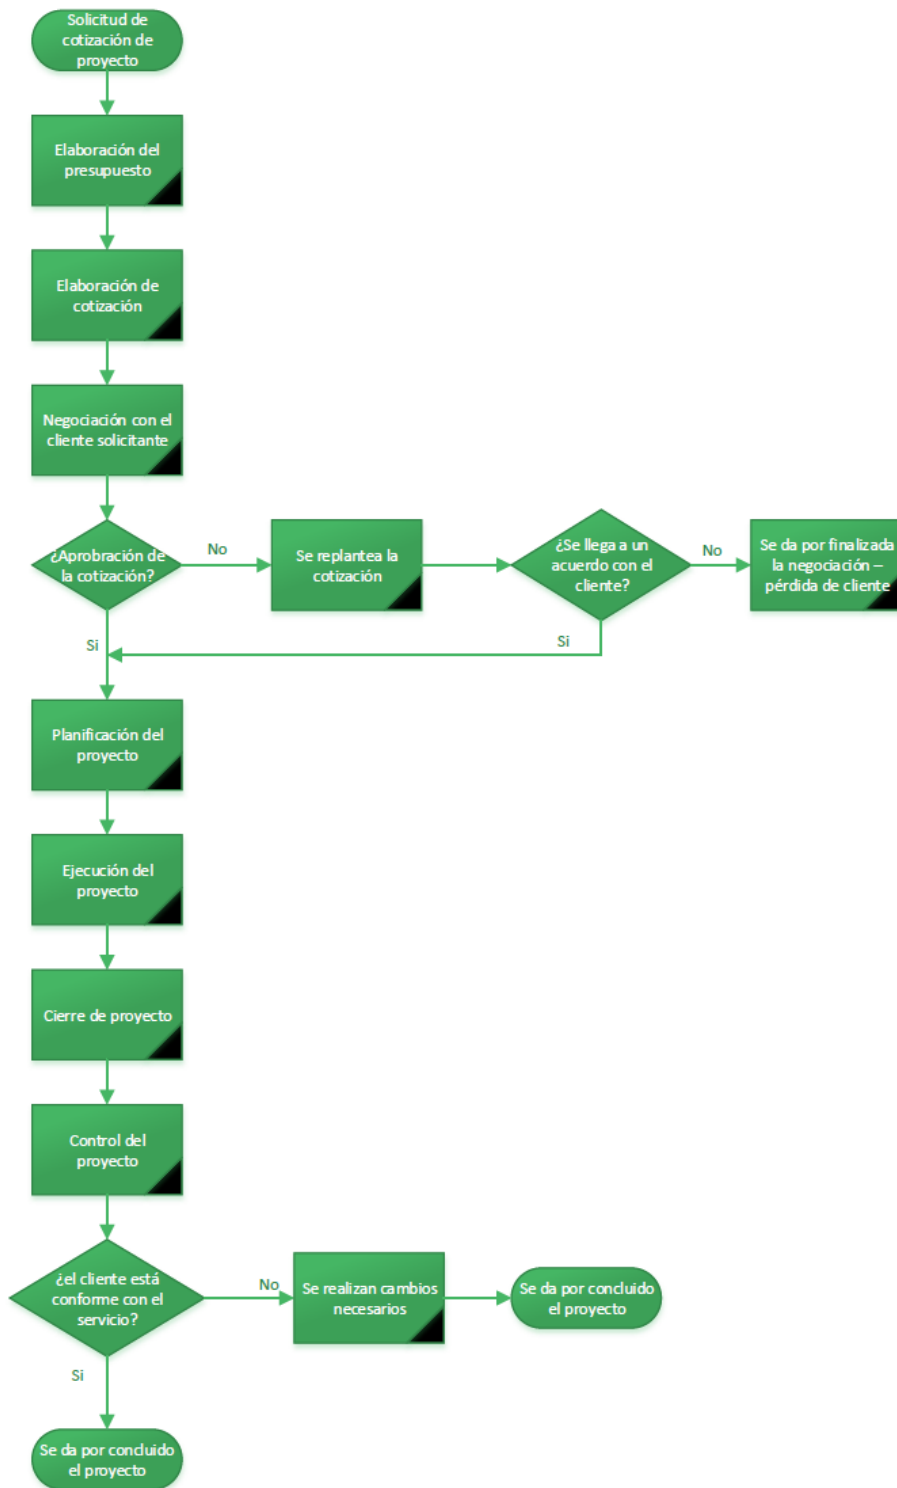 Solicitud de
cotización de
proyecto
Elaboración del
presupuesto
Elaboración de
cotización
Negociación con el
cliente solicitante
¿Aprobración de
la cotización?
No
Se replantea la
cotización
¿Se llega a un
acuerdo con el
cliente?
No
Se da por finalizada
la negociación –
pérdida de cliente
Si
Si
Planificación del
proyecto
Ejecución del
proyecto
Cierre de proyecto
Control del
proyecto
¿el cliente está
conforme con el
servicio?
No
Se realizan cambios
necesarios
Se da por concluido
el proyecto
Si
Se da por concluido
el proyecto